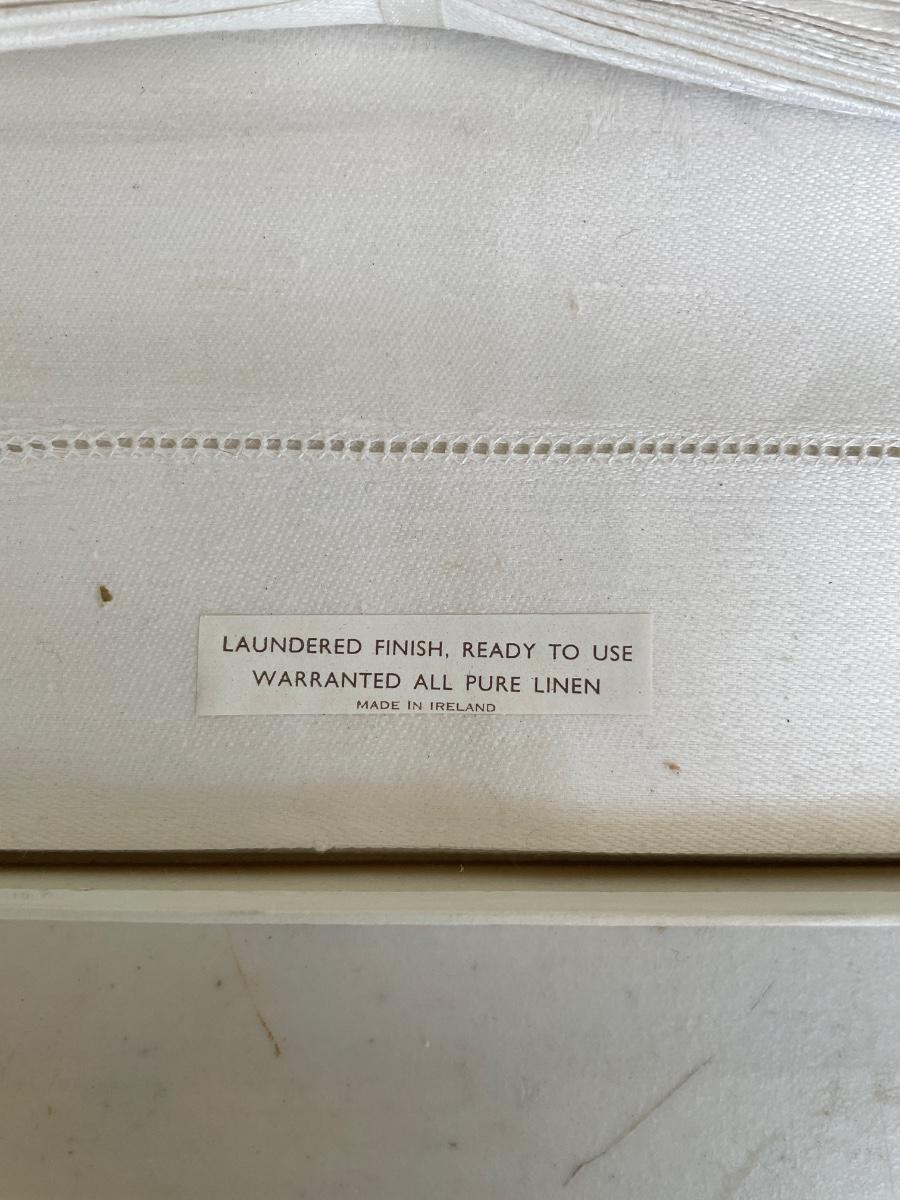 LAUNDERED FINISH, READY TO USE
WARRANTED ALL PURE LINEN
MADE IN IRELAND